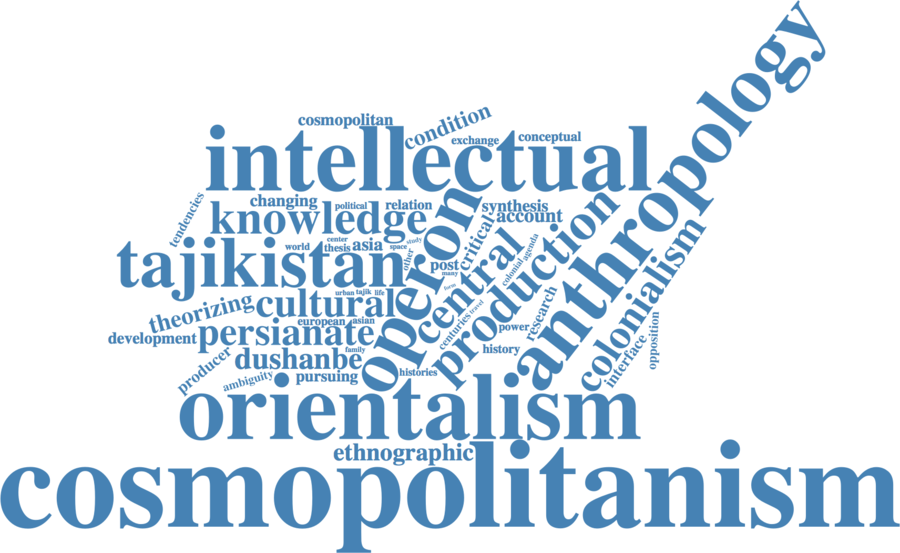 anthropology
cosmopolitan
condition
exchange
conceptual
intellectual
tendencies
changing
political
relation
synthesis
knowledge
account
operon
critical
production
center
study
world
thesis
asia
space
other
central
colonial
agenda
tajikistan
post
many
colonialism
form
urban
tajik
life
theorizing
cultural
european
asian
centuries
travel
research
power
interface
opposition
development
persianate
history
family
dushanbe
producer
ambiguity
pursuing
histories
orientalism
ethnographic
cosmopolitanism